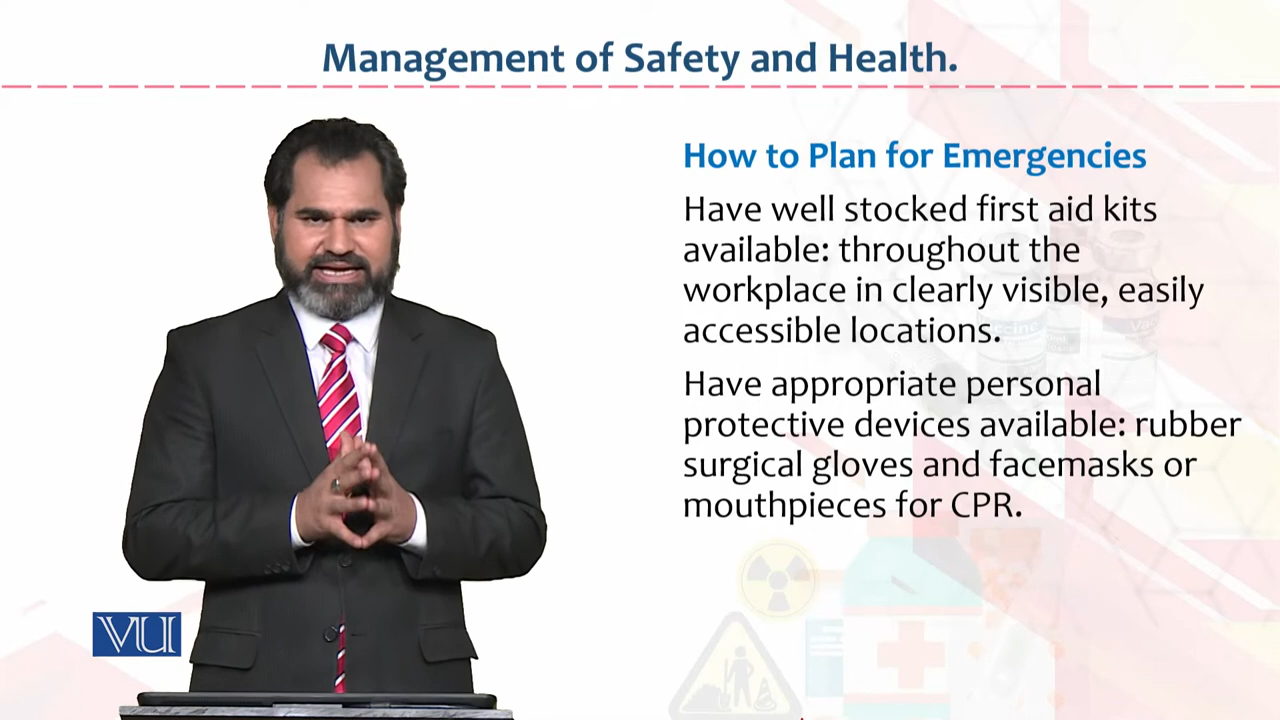 Management of Safety and Health.
How to Plan for Emergencies
Have well stocked first aid kits
available: throughout the
workplace in clearly visible, easily
accessible locations.
Have appropriate personal
protective devices available: rubber
surgical gloves and facemasks or
mouthpieces for CPR.
VU